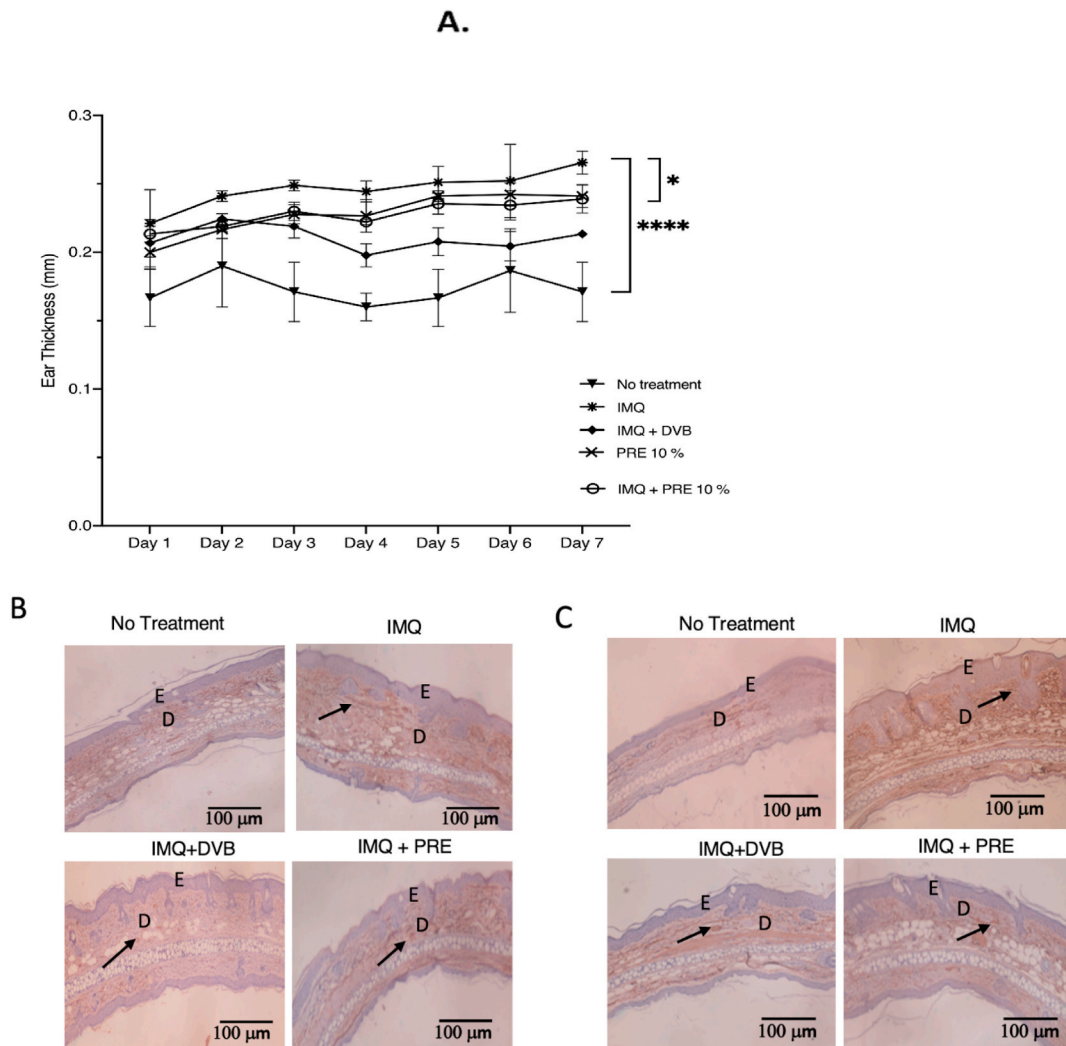 A.
0.3
0.2
0.1
0.0
Ear Thickness (mm)
*
****
No treatment
IMQ
IMQ + DVB
PRE 10 %
IMQ + PRE 10 %
Day 1 Day 2 Day 3 Day 4 Day 5 Day 6 Day 7
B
No Treatment
E
D
100 µm
IMQ
E
D
100 µm
IMQ+DVB
E
D
100 µm
IMQ + PRE
E
D
100 µm
C
No Treatment
E
D
100 µm
IMQ
E
D
100 µm
IMQ+DVB
E
D
100 µm
IMQ + PRE
E
D
100 µm